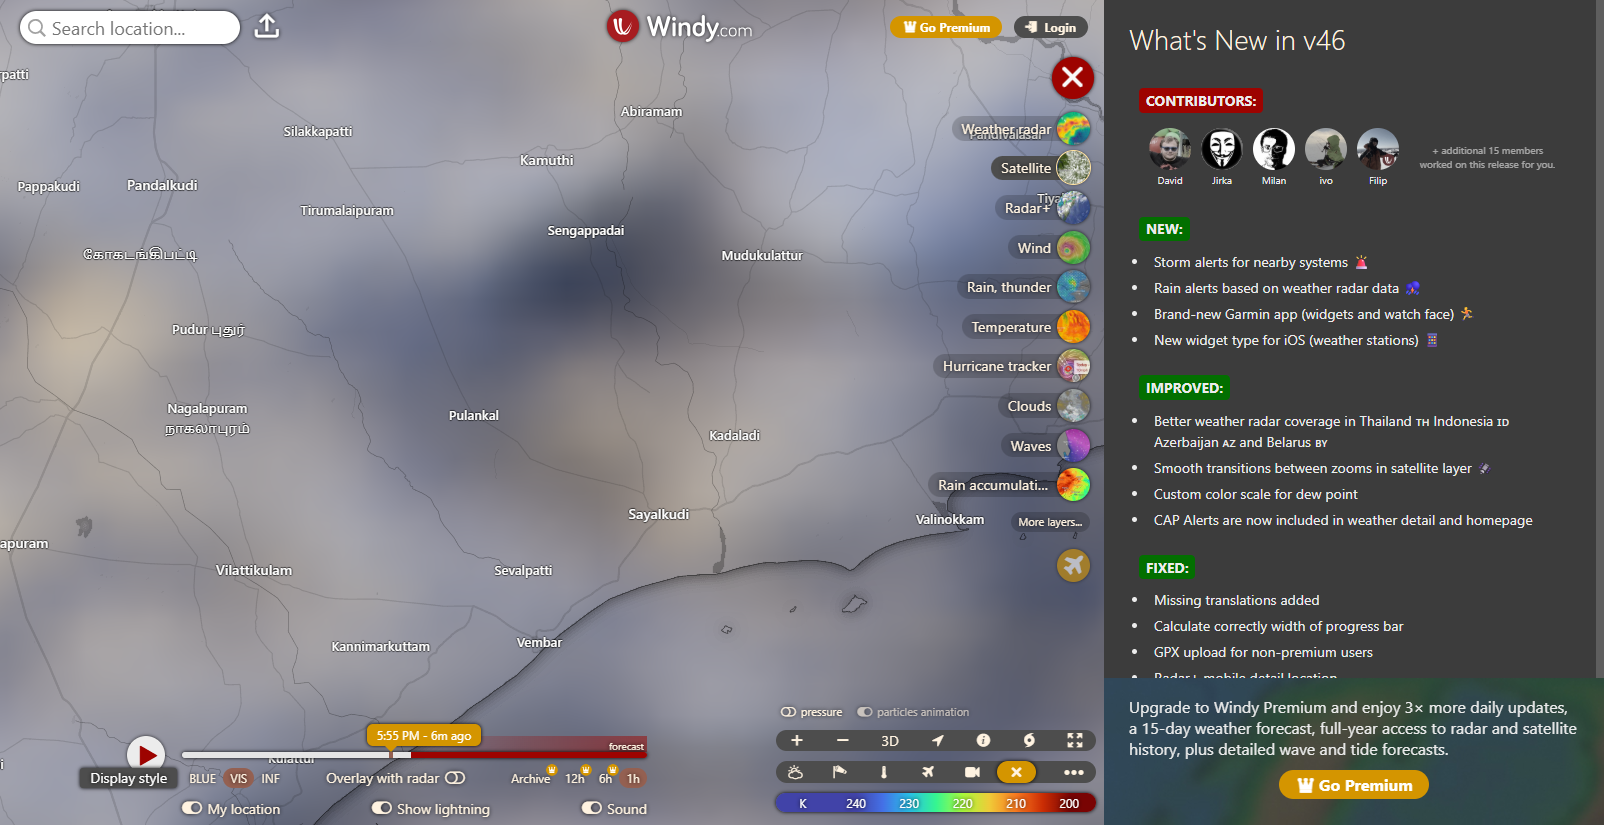 Search location...
Windy.com
Go Premium
Login
What's New in v46
CONTRIBUTORS:
David
Jirka
Milan
ivo
Filip
+ additional 15 members
worked on this release for you.
NEW:
Storm alerts for nearby systems
Rain alerts based on weather radar data
Brand-new Garmin app (widgets and watch face)
New widget type for iOS (weather stations)
IMPROVED:
Better weather radar coverage in Thailand TH Indonesia ID
Azerbaijan AZ and Belarus BY
Smooth transitions between zooms in satellite layer
Custom color scale for dew point
CAP Alerts are now included in weather detail and homepage
FIXED:
Missing translations added
Calculate correctly width of progress bar
GPX upload for non-premium users
Radar+ mobile detail location
Upgrade to Windy Premium and enjoy 3× more daily updates,
a 15-day weather forecast, full-year access to radar and satellite
history, plus detailed wave and tide forecasts.
Go Premium
Weather radar
Satellite
Radar+
Wind
Rain, thunder
Temperature
Hurricane tracker
Clouds
Waves
Rain accumulati...
More layers...
rpatti
Abiramam
Silakkapatti
Pandivalasai
Kamuthi
Pappakudi
Pandalkudi
Tiya
Tirumalaipuram
Sengappadai
கோகடங்கிபட்டி
Mudukulattur
Pudur புதுர்
Nagalapuram
நாகலாபுரம்
Pulankal
Kadaladi
Sayalkudi
Valinokkam
apuram
Vilattikulam
Sevalpatti
Kannimarkuttam
Vembar
Kulattur
i
pressure
particles animation
5:55 PM - 6m ago
forecast
3D
Display style
BLUE
VIS
INF
Overlay with radar
Archive
12h
6h
1h
My location
Show lightning
Sound
K 240 230 220 210 200